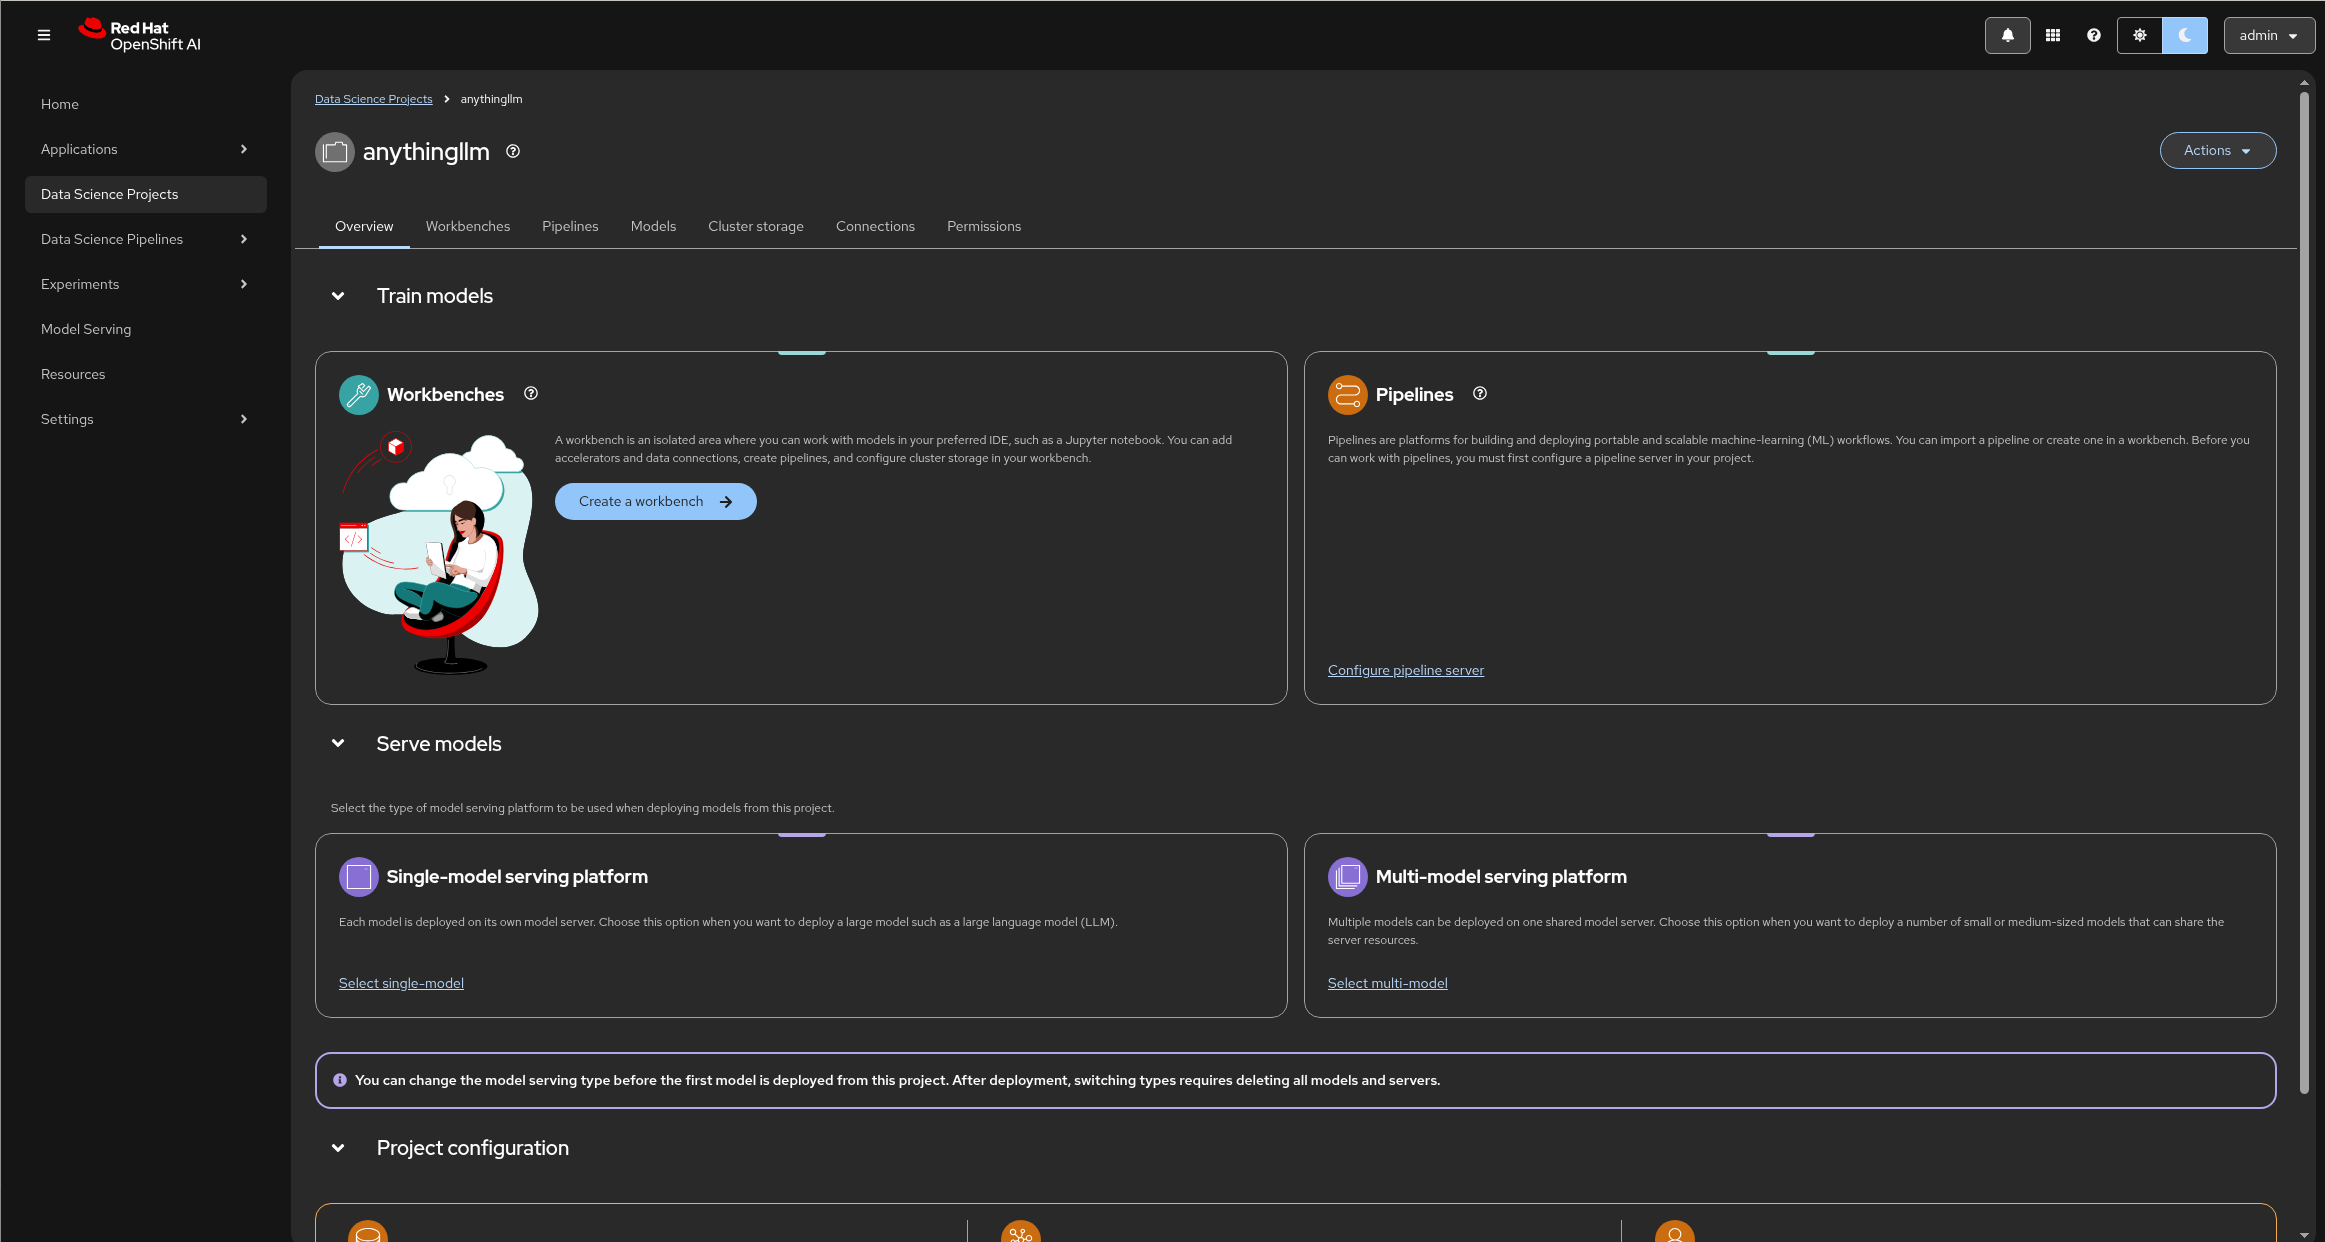 Red Hat
OpenShift AI
admin
Home
Applications
Data Science Projects
Data Science Pipelines
Experiments
Model Serving
Resources
Settings
Data Science Projects
anythingllm
anythingllm
Actions
Overview
Workbenches
Pipelines
Models
Cluster storage
Connections
Permissions
Train models
Workbenches
A workbench is an isolated area where you can work with models in your preferred IDE, such as a Jupyter notebook. You can add
accelerators and data connections, create pipelines, and configure cluster storage in your workbench.
Create a workbench
</>
Pipelines
Pipelines are platforms for building and deploying portable and scalable machine-learning (ML) workflows. You can import a pipeline or create one in a workbench. Before you
can work with pipelines, you must first configure a pipeline server in your project.
Configure pipeline server
Serve models
Select the type of model serving platform to be used when deploying models from this project.
Single-model serving platform
Each model is deployed on its own model server. Choose this option when you want to deploy a large model such as a large language model (LLM).
Select single-model
Multi-model serving platform
Multiple models can be deployed on one shared model server. Choose this option when you want to deploy a number of small or medium-sized models that can share the
server resources.
Select multi-model
You can change the model serving type before the first model is deployed from this project. After deployment, switching types requires deleting all models and servers.
Project configuration